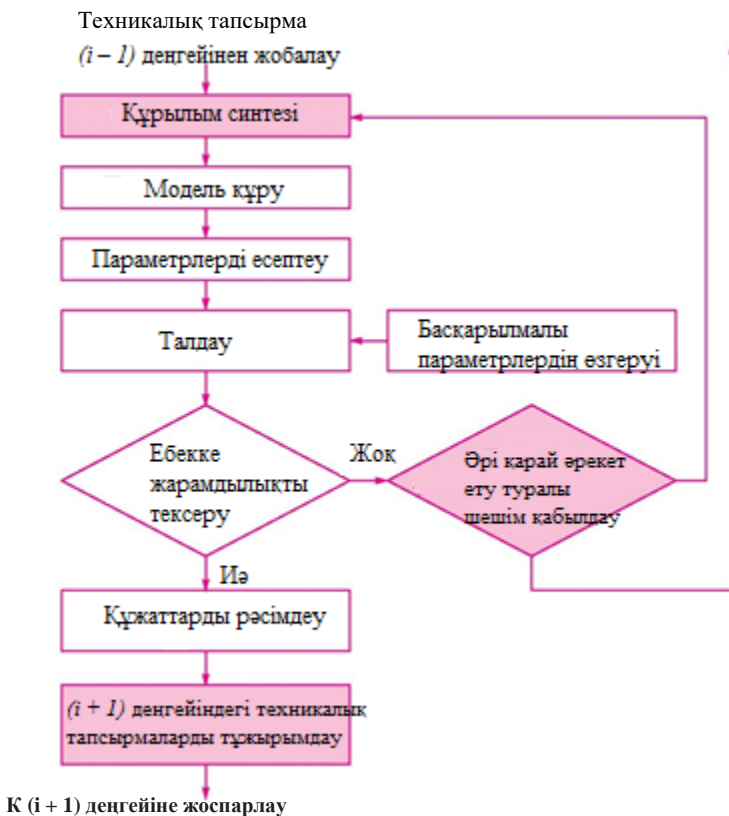 Техникалық тапсырма
(i – 1) деңгейінен жобалау
Құрылым синтезі
Модель құру
Параметрлерді есептеу
Талдау
Басқарылмалы
параметрлердің өзгеруі
Ебекке
жарамдылықты
тексеру
Жоқ
Әрі қарай әрекет
ету туралы
шешім қабылдау
Иә
Құжаттарды рәсімдеу
(i + 1) деңгейіндегі техникалық
тапсырмаларды тұжырымдау
К (i + 1) деңгейіне жоспарлау